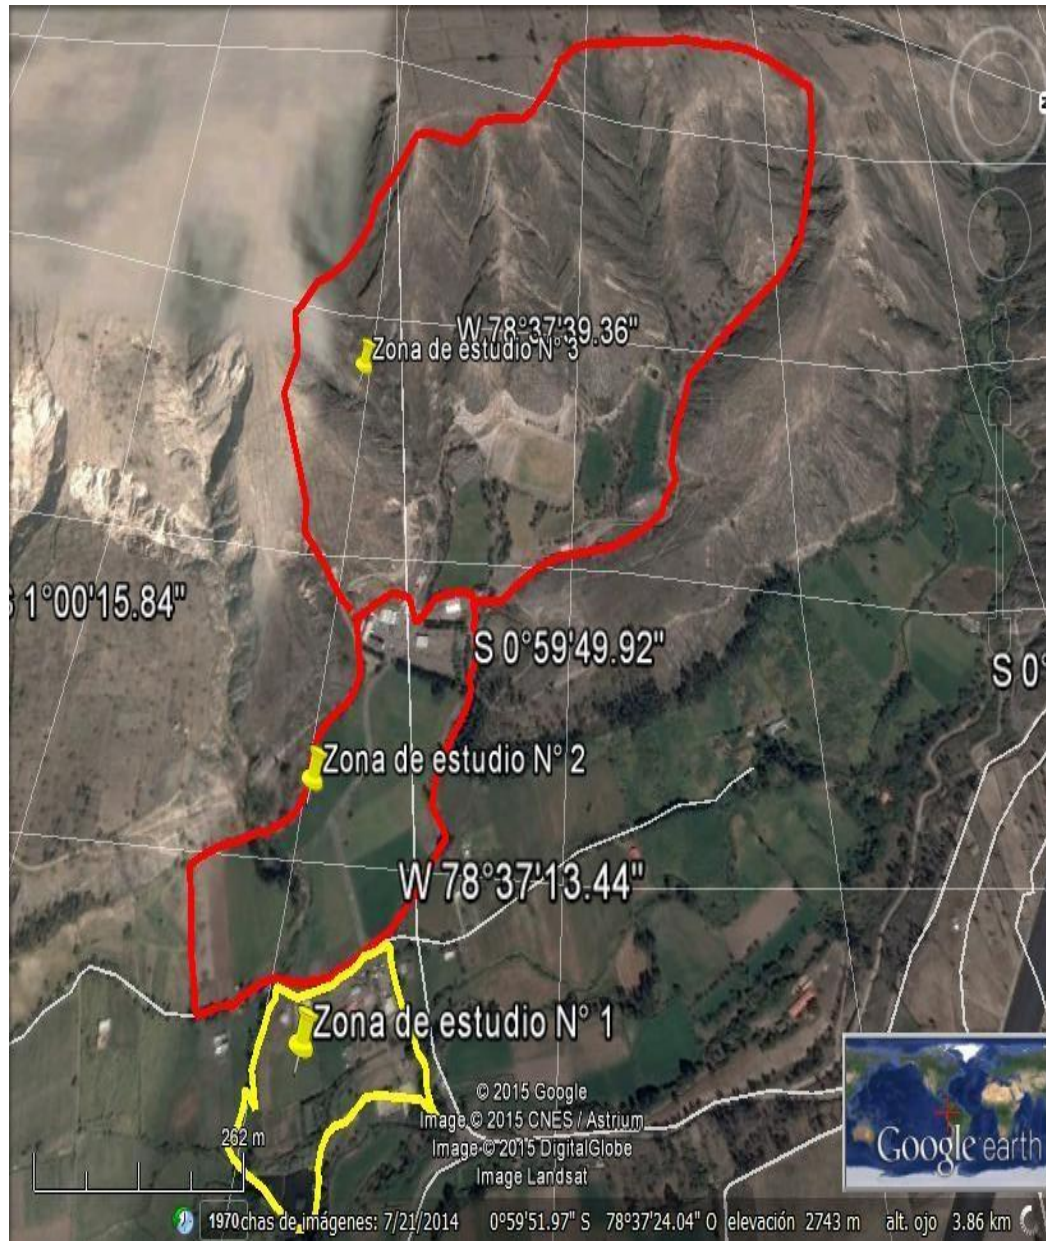 W 78°37'39.36"
Zona de estudio N° 3
1°00'15.84"
S 0°59'49.92"
S 0°
Zona de estudio N° 2
W 78°37'13.44"
Zona de estudio N° 1
© 2015 Google
Image © 2015 CNES / Astrium
Image © 2015 DigitalGlobe
Image Landsat
262 m
Google earth
1970 chas de imágenes: 7/21/2014 0°59'51.97" S 78°37'24.04" O elevación 2743 m alt. ojo 3.86 km